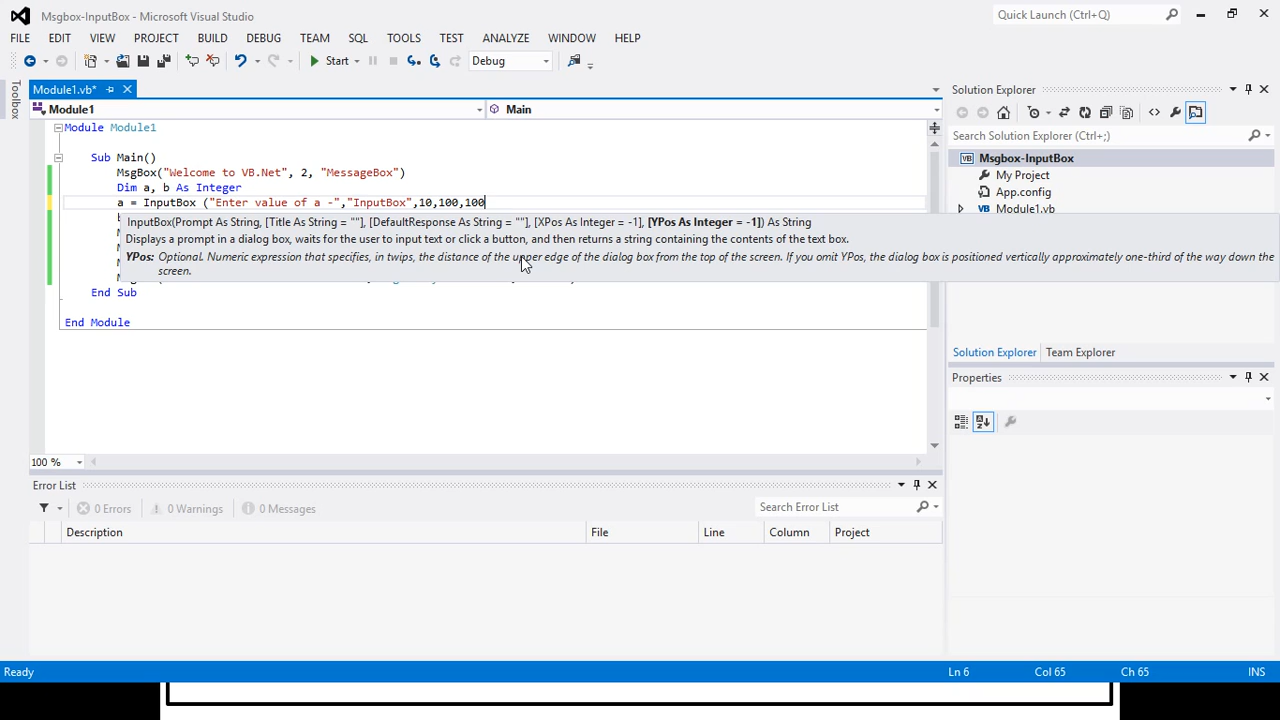 Msgbox-InputBox - Microsoft Visual Studio
Quick Launch (Ctrl+Q)
FILE EDIT VIEW PROJECT BUILD DEBUG TEAM SQL TOOLS TEST ANALYZE WINDOW HELP
Start Debug
Toolbox
Module1.vb*
Module1 Main
Module Module1
Sub Main()
MsgBox("Welcome to VB.Net", 2, "MessageBox")
Dim a, b As Integer
a = InputBox ("Enter value of a -","InputBox",10,100,100
InputBox(Prompt As String, [Title As String = ""], [DefaultResponse As String = ""], [XPos As Integer = -1], [YPos As Integer = -1]) As String
Displays a prompt in a dialog box, waits for the user to input text or click a button, and then returns a string containing the contents of the text box.
YPos: Optional. Numeric expression that specifies, in twips, the distance of the upper edge of the dialog box from the top of the screen. If you omit YPos, the dialog box is positioned vertically approximately one-third of the way down the
screen.
End Sub
End Module
100 %
Solution Explorer
Search Solution Explorer (Ctrl+;)
Msgbox-InputBox
My Project
App.config
Module1.vb
Solution Explorer Team Explorer
Properties
Error List
0 Errors 0 Warnings 0 Messages
Search Error List
Description File Line Column Project
Ready Ln 6 Col 65 Ch 65 INS